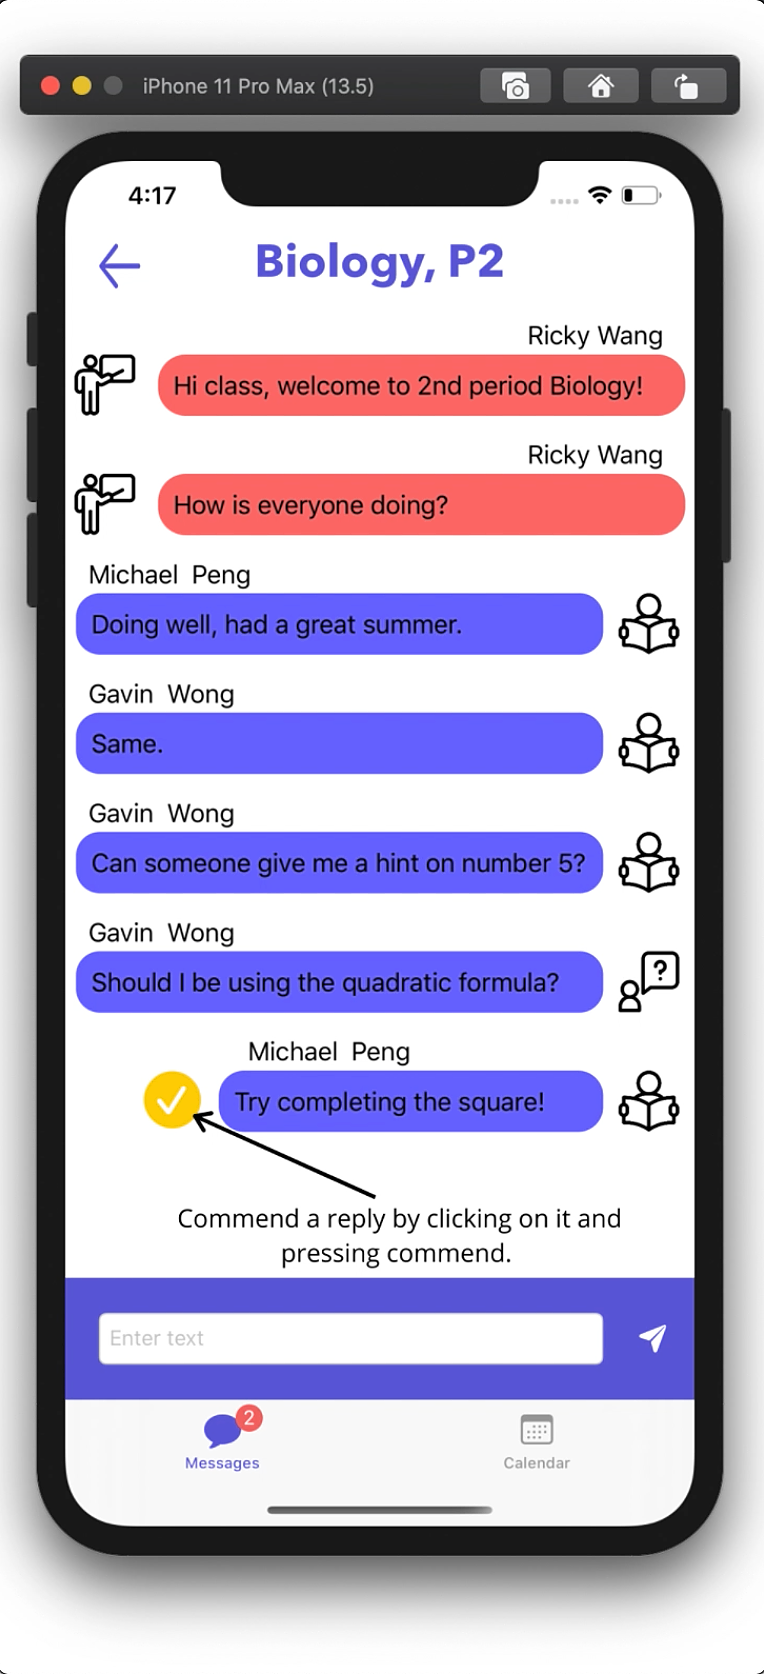 iPhone 11 Pro Max (13.5)
4:17
Biology, P2
Ricky Wang
Hi class, welcome to 2nd period Biology!
Ricky Wang
How is everyone doing?
Michael Peng
Doing well, had a great summer.
Gavin Wong
Same.
Gavin Wong
Can someone give me a hint on number 5?
Gavin Wong
Should I be using the quadratic formula?
?
Michael Peng
Try completing the square!
Commend a reply by clicking on it and
pressing commend.
Enter text
2
Messages
Calendar